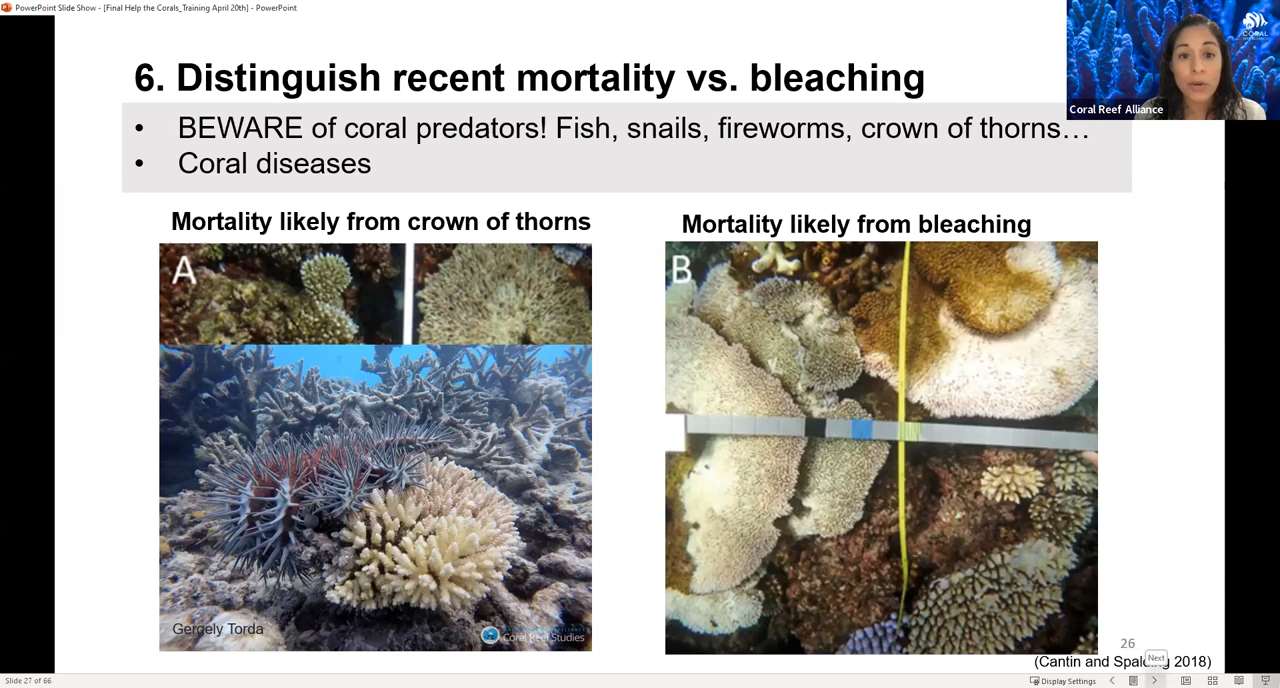 PowerPoint Slide Show - [Final Help the Corals_Training April 20th] - PowerPoint
CORAL
Coral Reef Alliance
6. Distinguish recent mortality vs. bleaching
• BEWARE of coral predators! Fish, snails, fireworms, crown of thorns…
• Coral diseases
Mortality likely from crown of thorns
Mortality likely from bleaching
A
B
Gergely Torda
Coral Reef Studies
26
Next
(Cantin and Spalding 2018)
Slide 27 of 66
Display Settings